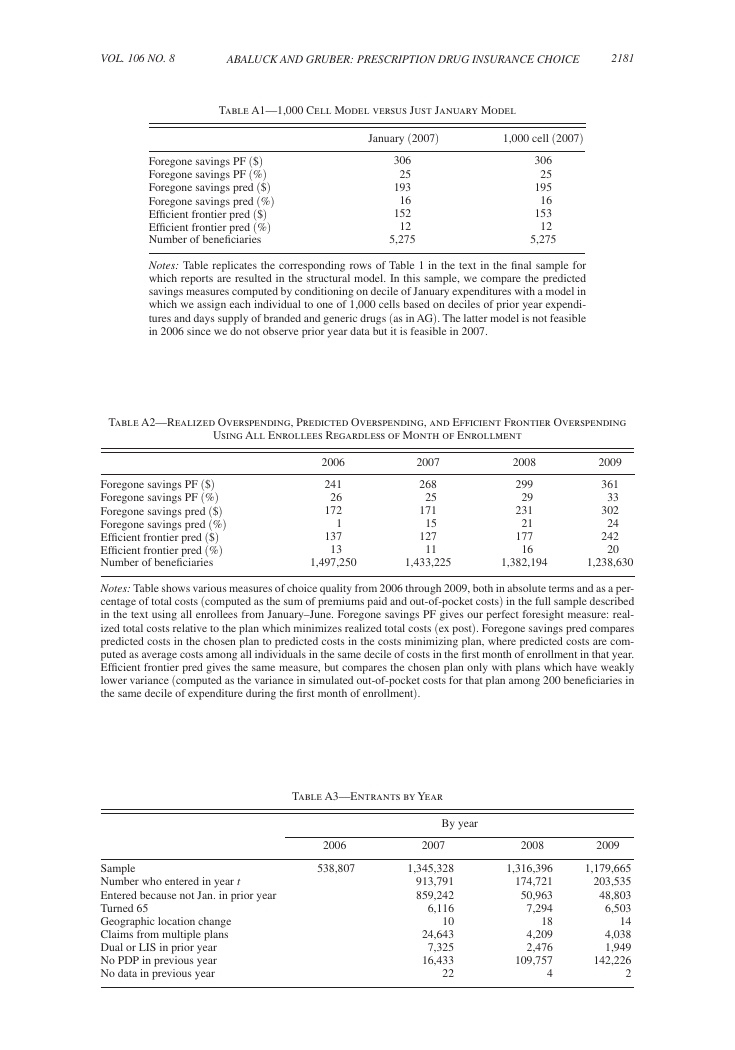 VOL. 106 NO. 8 ABALUCK AND GRUBER: PRESCRIPTION DRUG INSURANCE CHOICE 2181
Table A1—1,000 Cell Model versus Just January Model
January (2007) 1,000 cell (2007)
Foregone savings PF ($) 306 306
Foregone savings PF (%) 25 25
Foregone savings pred ($) 193 195
Foregone savings pred (%) 16 16
Efficient frontier pred ($) 152 153
Efficient frontier pred (%) 12 12
Number of beneficiaries 5,275 5,275
Notes: Table replicates the corresponding rows of Table 1 in the text in the final sample for
which reports are resulted in the structural model. In this sample, we compare the predicted
savings measures computed by conditioning on decile of January expenditures with a model in
which we assign each individual to one of 1,000 cells based on deciles of prior year expendi-
tures and days supply of branded and generic drugs (as in AG). The latter model is not feasible
in 2006 since we do not observe prior year data but it is feasible in 2007.
Table A2—Realized Overspending, Predicted Overspending, and Efficient Frontier Overspending
Using All Enrollees Regardless of Month of Enrollment
2006 2007 2008 2009
Foregone savings PF ($) 241 268 299 361
Foregone savings PF (%) 26 25 29 33
Foregone savings pred ($) 172 171 231 302
Foregone savings pred (%) 1 15 21 24
Efficient frontier pred ($) 137 127 177 242
Efficient frontier pred (%) 13 11 16 20
Number of beneficiaries 1,497,250 1,433,225 1,382,194 1,238,630
Notes: Table shows various measures of choice quality from 2006 through 2009, both in absolute terms and as a per-
centage of total costs (computed as the sum of premiums paid and out-of-pocket costs) in the full sample described
in the text using all enrollees from January–June. Foregone savings PF gives our perfect foresight measure: real-
ized total costs relative to the plan which minimizes realized total costs (ex post). Foregone savings pred compares
predicted costs in the chosen plan to predicted costs in the costs minimizing plan, where predicted costs are com-
puted as average costs among all individuals in the same decile of costs in the first month of enrollment in that year.
Efficient frontier pred gives the same measure, but compares the chosen plan only with plans which have weakly
lower variance (computed as the variance in simulated out-of-pocket costs for that plan among 200 beneficiaries in
the same decile of expenditure during the first month of enrollment).
Table A3—Entrants by Year
By year
2006 2007 2008 2009
Sample 538,807 1,345,328 1,316,396 1,179,665
Number who entered in year t 913,791 174,721 203,535
Entered because not Jan. in prior year 859,242 50,963 48,803
Turned 65 6,116 7,294 6,503
Geographic location change 10 18 14
Claims from multiple plans 24,643 4,209 4,038
Dual or LIS in prior year 7,325 2,476 1,949
No PDP in previous year 16,433 109,757 142,226
No data in previous year 22 4 2